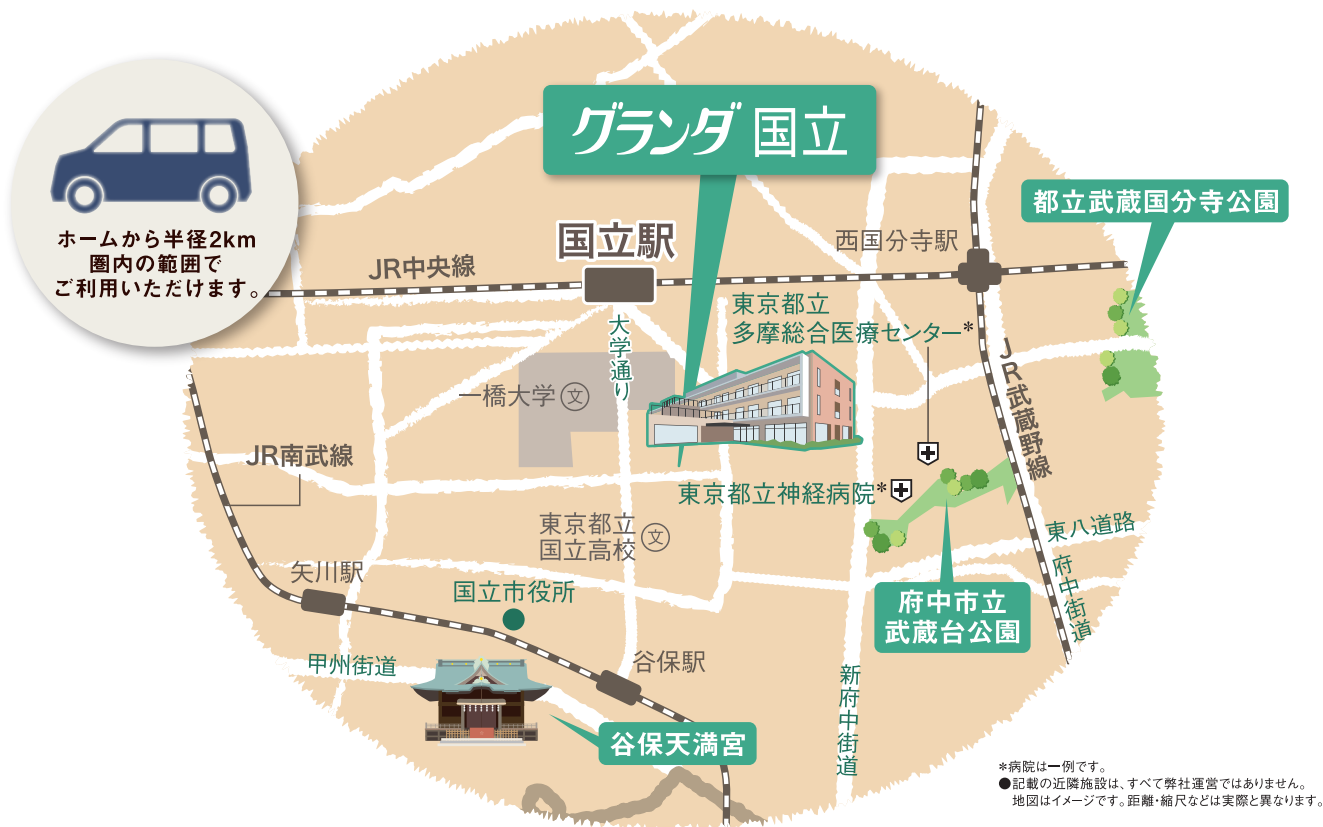 グランダ 国立
ホームから半径2km
圏内の範囲で
ご利用いただけます。
都立武蔵国分寺公園
国立駅
西国分寺駅
JR中央線
東京都立
多摩総合医療センター*
大学通り
JR武蔵野線
一橋大学 文
JR南武線
東京都立神経病院*
東京都立
国立高校 文
東八道路
府中街道
矢川駅
国立市役所
府中市立
武蔵台公園
甲州街道
谷保駅
新府中街道
谷保天満宮
*病院は一例です。
●記載の近隣施設は、すべて弊社運営ではありません。
地図はイメージです。距離・縮尺などは実際と異なります。